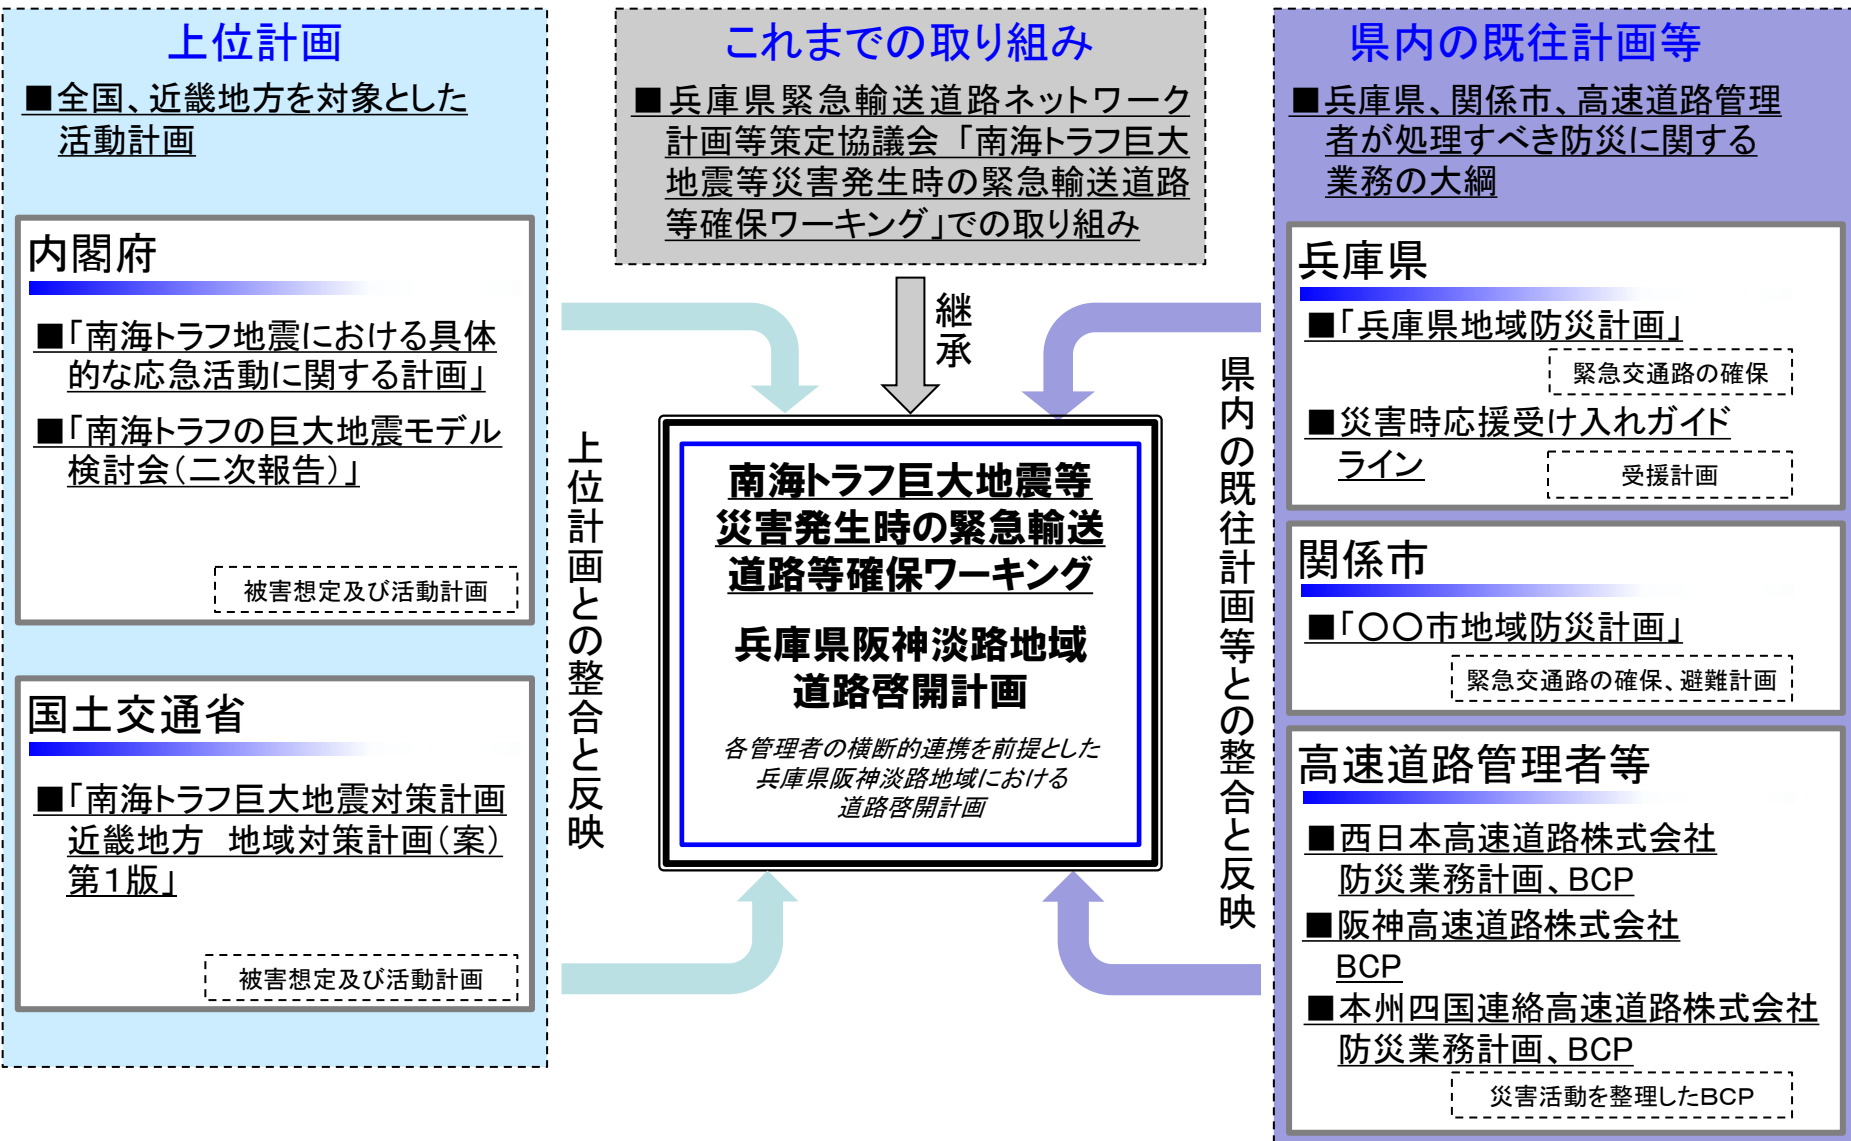 上位計画
■全国、近畿地方を対象とした
活動計画
内閣府
■「南海トラフ地震における具体
的な応急活動に関する計画」
■「南海トラフの巨大地震モデル
検討会（二次報告）」
被害想定及び活動計画
国土交通省
■「南海トラフ巨大地震対策計画
近畿地方　地域対策計画（案）
第１版」
被害想定及び活動計画
上位計画との整合と反映
これまでの取り組み
■兵庫県緊急輸送道路ネットワーク
計画等策定協議会「南海トラフ巨大
地震等災害発生時の緊急輸送道路
等確保ワーキング」での取り組み
継承
南海トラフ巨大地震等
災害発生時の緊急輸送
道路等確保ワーキング
兵庫県阪神淡路地域
道路啓開計画
各管理者の横断的連携を前提とした
兵庫県阪神淡路地域における
道路啓開計画
県内の既往計画等との整合と反映
県内の既往計画等
■兵庫県、関係市、高速道路管理
者が処理すべき防災に関する
業務の大綱
兵庫県
■「兵庫県地域防災計画」
緊急交通路の確保
■災害時応援受け入れガイド
ライン
受援計画
関係市
■「〇〇市地域防災計画」
緊急交通路の確保、避難計画
高速道路管理者等
■西日本高速道路株式会社
防災業務計画、BCP
■阪神高速道路株式会社
BCP
■本州四国連絡高速道路株式会社
防災業務計画、BCP
災害活動を整理したBCP